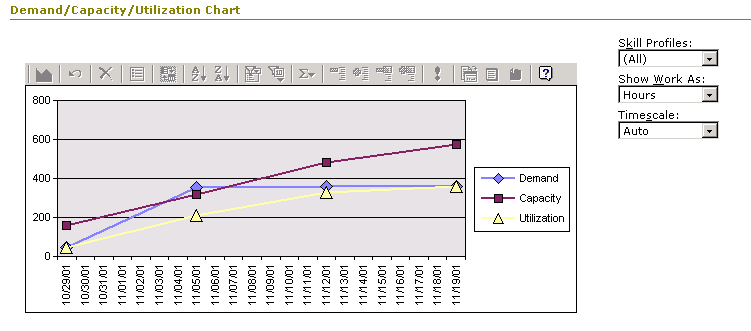 Demand/Capacity/Utilization Chart
Skill Profiles:
(All)
Show Work As:
Hours
Timescale:
Auto
800
600
400
200
0
10/29/01
10/30/01
10/31/01
11/01/01
11/02/01
11/03/01
11/04/01
11/05/01
11/06/01
11/07/01
11/08/01
11/09/01
11/10/01
11/11/01
11/12/01
11/13/01
11/14/01
11/15/01
11/16/01
11/17/01
11/18/01
11/19/01
Demand
Capacity
Utilization